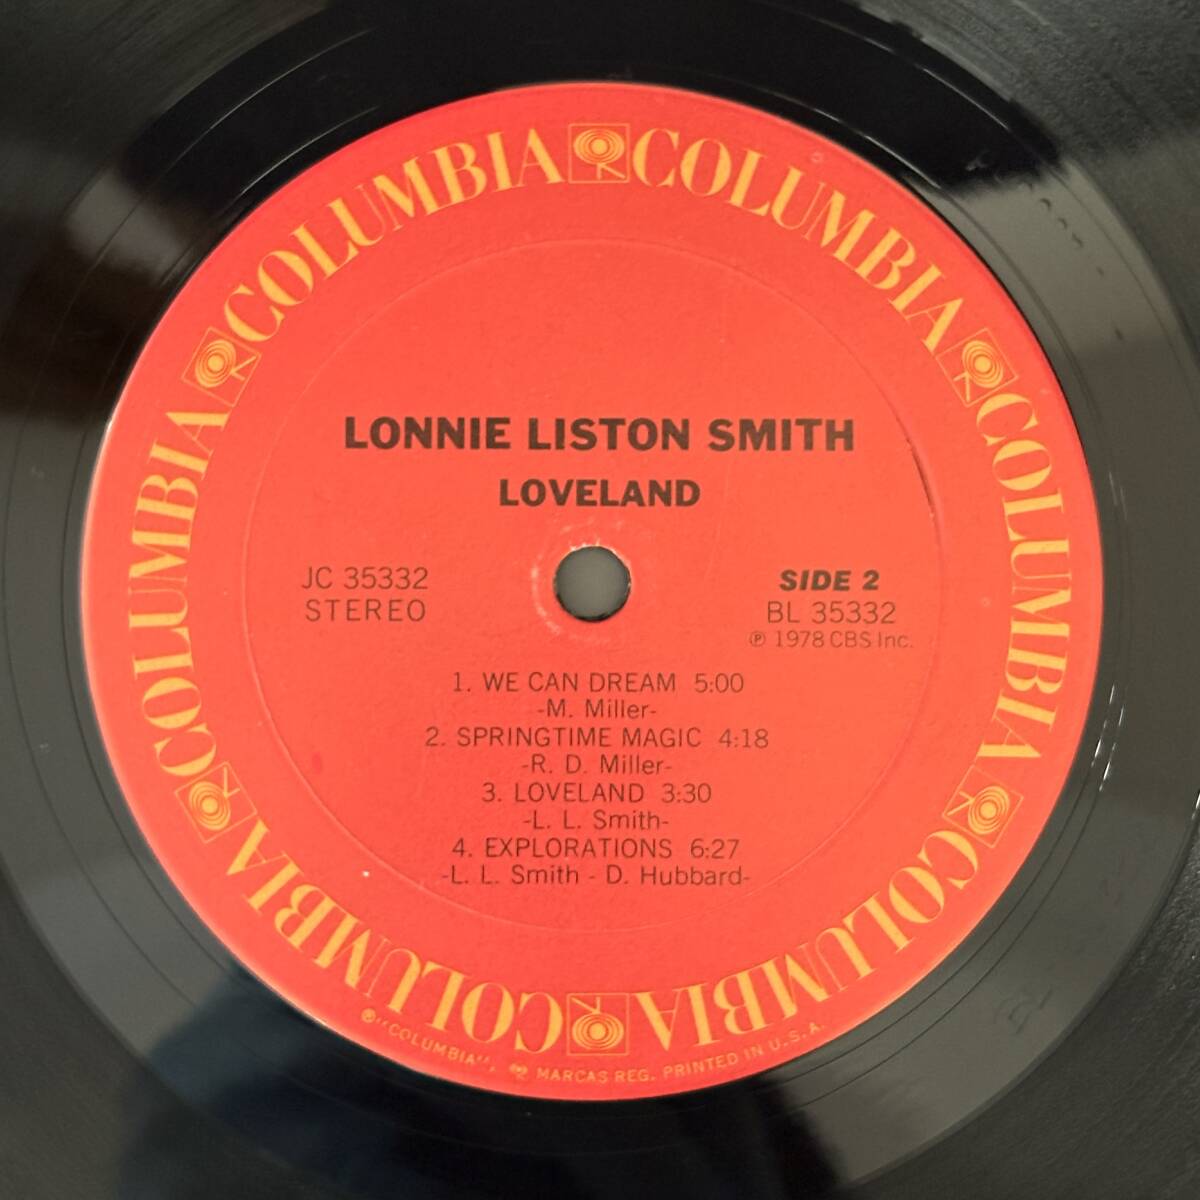 COLUMBIA COLUMBIA COLUMBIA COLUMBIA COLUMBIA COLUMBIA
LONNIE LISTON SMITH
LOVELAND
JC 35332
STEREO
SIDE 2
BL 35332
℗ 1978 CBS Inc.
1. WE CAN DREAM 5:00
-M. Miller-
2. SPRINGTIME MAGIC 4:18
-R. D. Miller-
3. LOVELAND 3:30
-L. L. Smith-
4. EXPLORATIONS 6:27
-L. L. Smith - D. Hubbard-
®"COLUMBIA", MARCAS REG. PRINTED IN U.S.A.